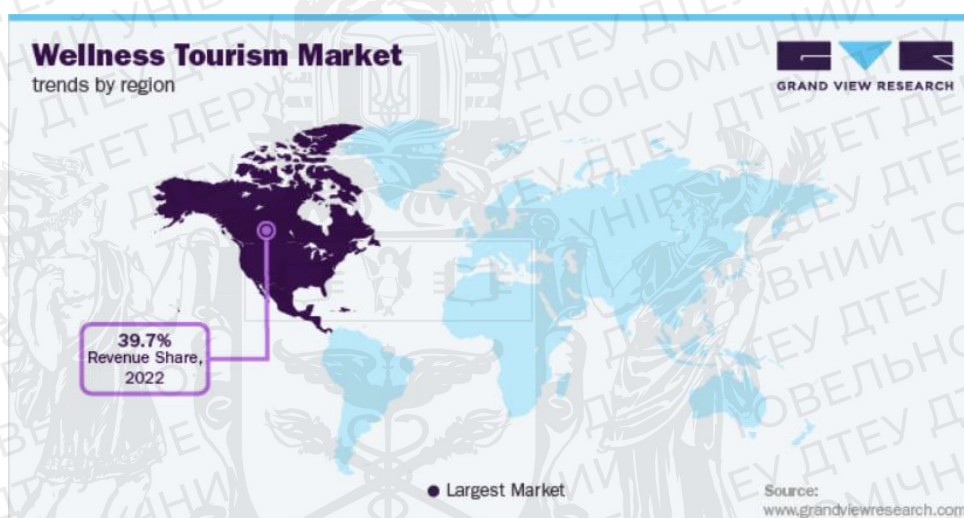 Wellness Tourism Market
trends by region
GRAND VIEW RESEARCH
39.7%
Revenue Share,
2022
Largest Market
Source:
www.grandviewresearch.com